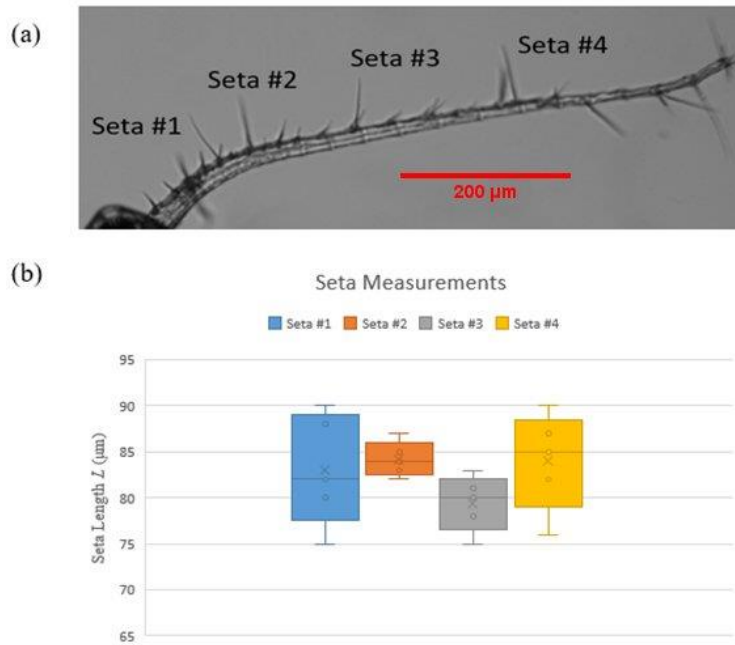 (a)
Seta #1
Seta #2
Seta #3
Seta #4
200 µm
(b)
Seta Measurements
Seta #1 Seta #2 Seta #3 Seta #4
Seta Length L (µm)
95
90
85
80
75
70
65